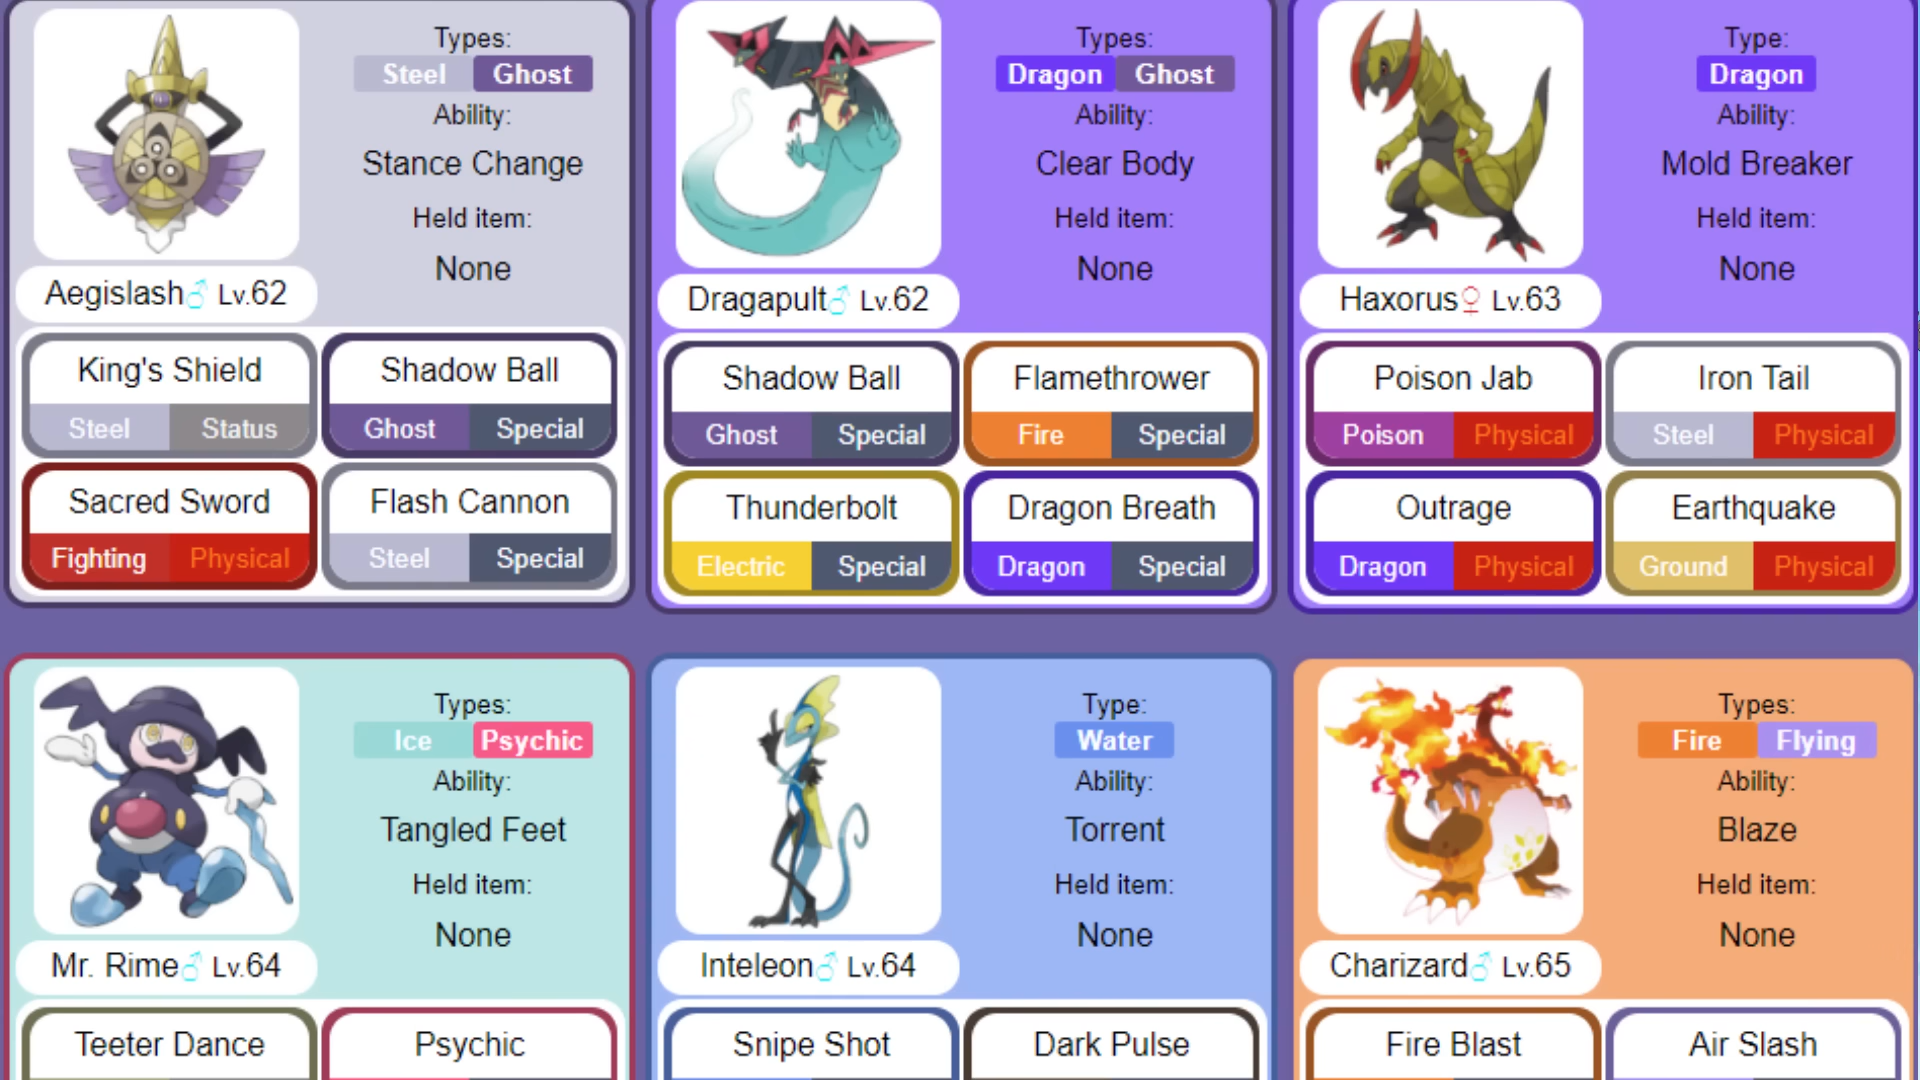 Types:
Steel Ghost
Ability:
Stance Change
Held item:
None
Aegislash♂ Lv.62
King's Shield
Steel Status
Shadow Ball
Ghost Special
Sacred Sword
Fighting Physical
Flash Cannon
Steel Special
Types:
Dragon Ghost
Ability:
Clear Body
Held item:
None
Dragapult♂ Lv.62
Shadow Ball
Ghost Special
Flamethrower
Fire Special
Thunderbolt
Electric Special
Dragon Breath
Dragon Special
Type:
Dragon
Ability:
Mold Breaker
Held item:
None
Haxorus♀ Lv.63
Poison Jab
Poison Physical
Iron Tail
Steel Physical
Outrage
Dragon Physical
Earthquake
Ground Physical
Types:
Ice Psychic
Ability:
Tangled Feet
Held item:
None
Mr. Rime♂ Lv.64
Teeter Dance
Psychic
Type:
Water
Ability:
Torrent
Held item:
None
Inteleon♂ Lv.64
Snipe Shot
Dark Pulse
Types:
Fire Flying
Ability:
Blaze
Held item:
None
Charizard♂ Lv.65
Fire Blast
Air Slash